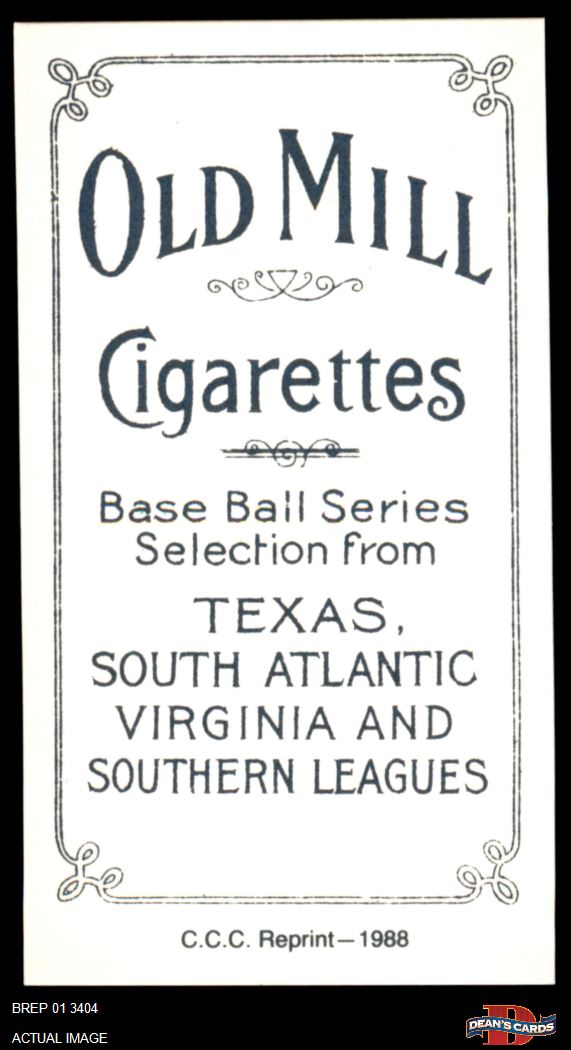 OLD MILL
Cigarettes
Base Ball Series
Selection from
TEXAS,
SOUTH ATLANTIC
VIRGINIA AND
SOUTHERN LEAGUES
C.C.C. Reprint—1988
BREP 01 3404
ACTUAL IMAGE
D
DEAN'S CARDS